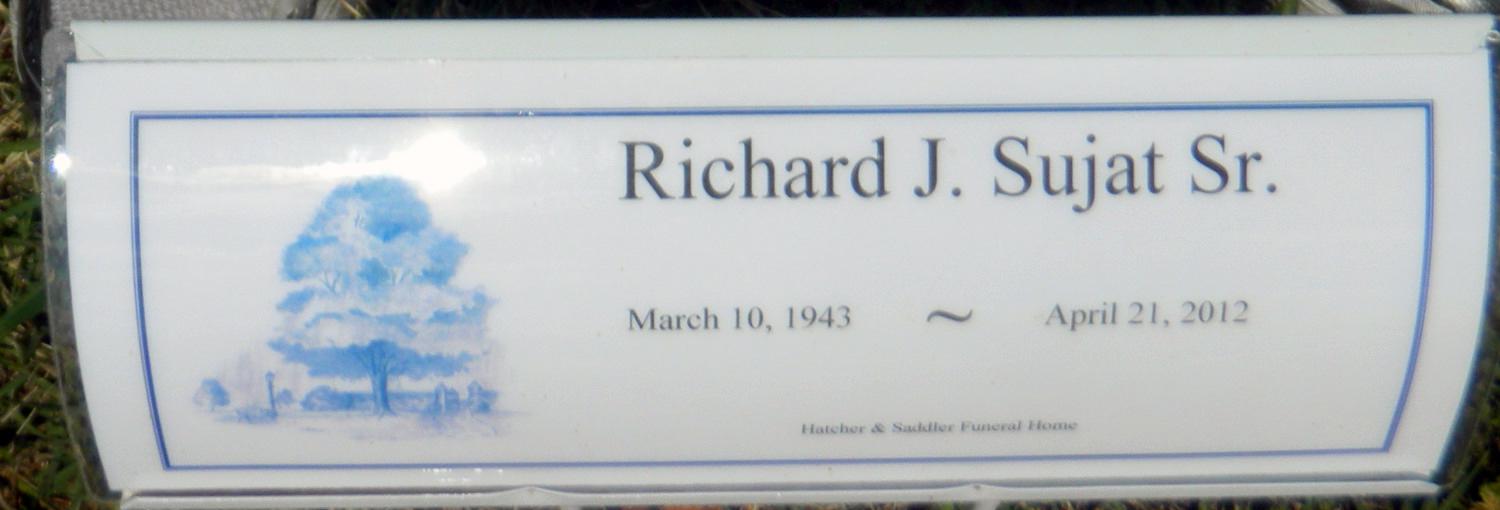 Richard J. Sujat Sr.
March 10, 1943 ~ April 21, 2012
Hatcher & Saddler Funeral Home